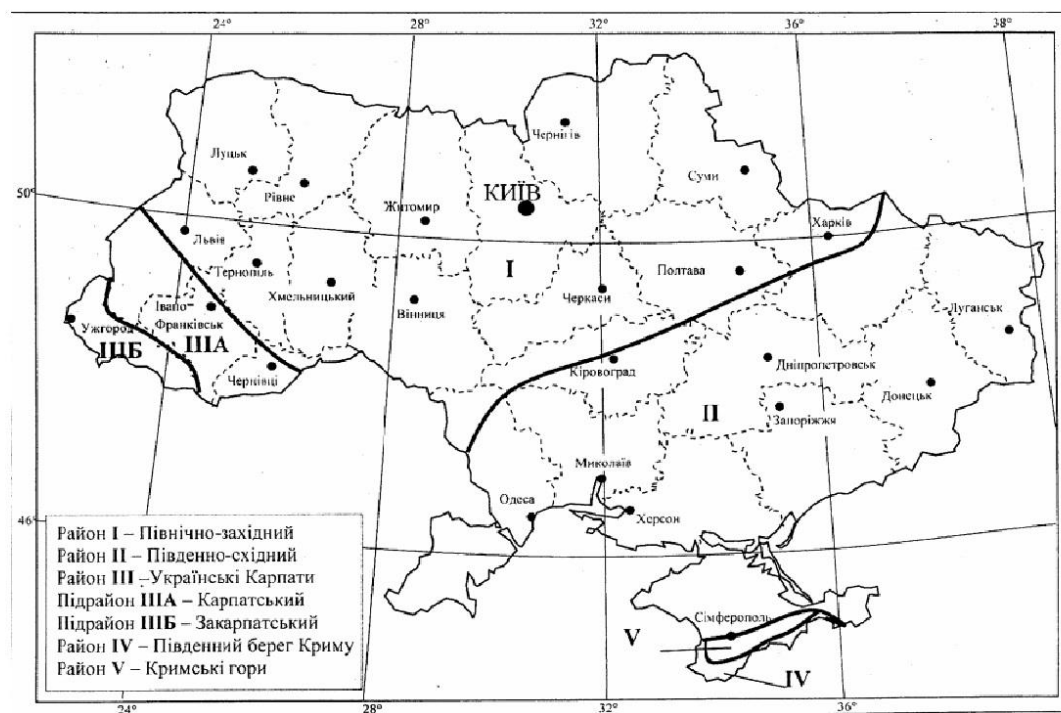 24° 28° 32° 36° 38°
Чернігів
Луцьк
Суми
Рівне
50°
КИЇВ
Житомир
Харків
Львів
Тернопіль
I
Полтава
Хмельницький
Черкаси
Вінниця
Луганськ
Івано
Франківськ
Ужгород
ІІІБ
ІІІА
Кіровоград
Дніпропетровськ
Чернівці
Донецьк
II
Запоріжжя
Миколаїв
Одеса
Херсон
46°
Район I – Північно-західний
Район II – Південно-східний
Район III –Українські Карпати
Підрайон IIIА – Карпатський
Підрайон IIIБ – Закарпатський
Район IV – Південний берег Криму
Район V – Кримські гори
Сімферополь
V
IV
24° 28° 32° 36°